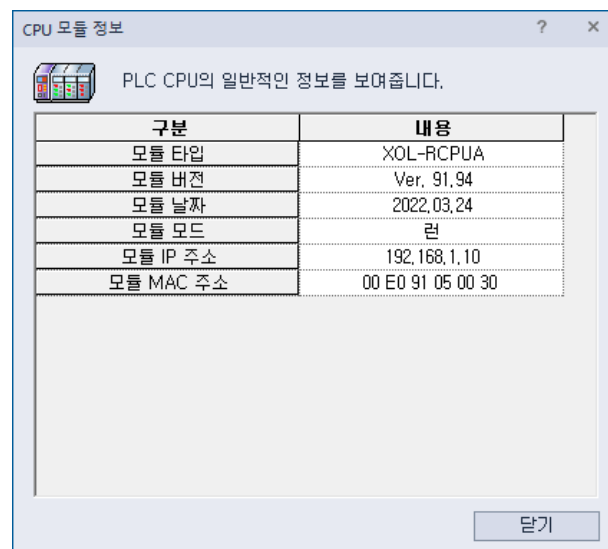 CPU 모듈 정보
PLC CPU의 일반적인 정보를 보여줍니다.
구분 내용
모듈 타입 XOL-RCPUA
모듈 버전 Ver. 91.94
모듈 날짜 2022.03.24
모듈 모드 런
모듈 IP 주소 192.168.1.10
모듈 MAC 주소 00 E0 91 05 00 30
닫기